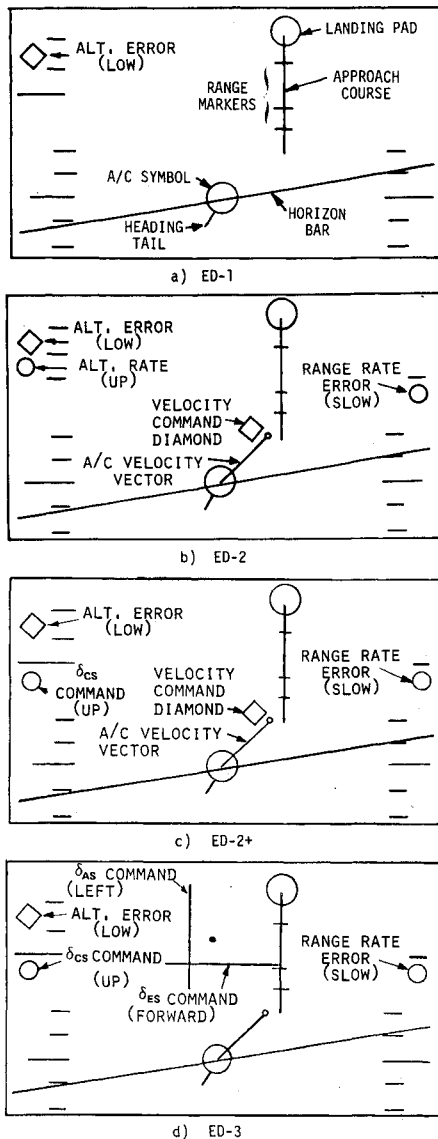 ALT. ERROR
(LOW)
LANDING PAD
RANGE
MARKERS
APPROACH
COURSE
A/C SYMBOL
HEADING
TAIL
HORIZON
BAR
a) ED-1
ALT. ERROR
(LOW)
ALT. RATE
(UP)
RANGE RATE
ERROR
(SLOW)
VELOCITY
COMMAND
DIAMOND
A/C VELOCITY
VECTOR
b) ED-2
ALT. ERROR
(LOW)
δCS
COMMAND
(UP)
VELOCITY
COMMAND
DIAMOND
RANGE RATE
ERROR
(SLOW)
A/C VELOCITY
VECTOR
c) ED-2+
δAS COMMAND
(LEFT)
ALT. ERROR
(LOW)
δCS COMMAND
(UP)
RANGE RATE
ERROR
(SLOW)
δES COMMAND
(FORWARD)
d) ED-3